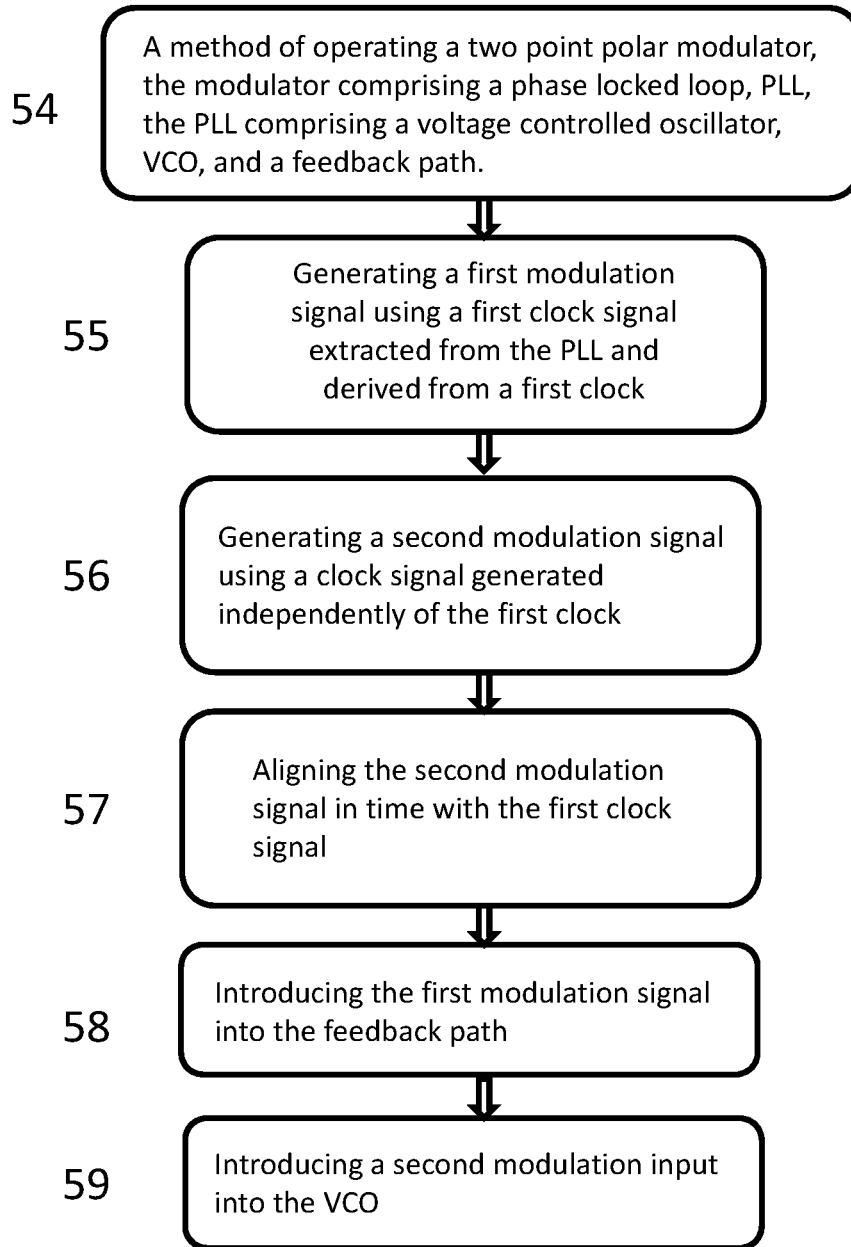 54
A method of operating a two point polar modulator,
the modulator comprising a phase locked loop, PLL,
the PLL comprising a voltage controlled oscillator,
VCO, and a feedback path.
55
Generating a first modulation
signal using a first clock signal
extracted from the PLL and
derived from a first clock
56
Generating a second modulation signal
using a clock signal generated
independently of the first clock
57
Aligning the second modulation
signal in time with the first clock
signal
58
Introducing the first modulation signal
into the feedback path
59
Introducing a second modulation input
into the VCO